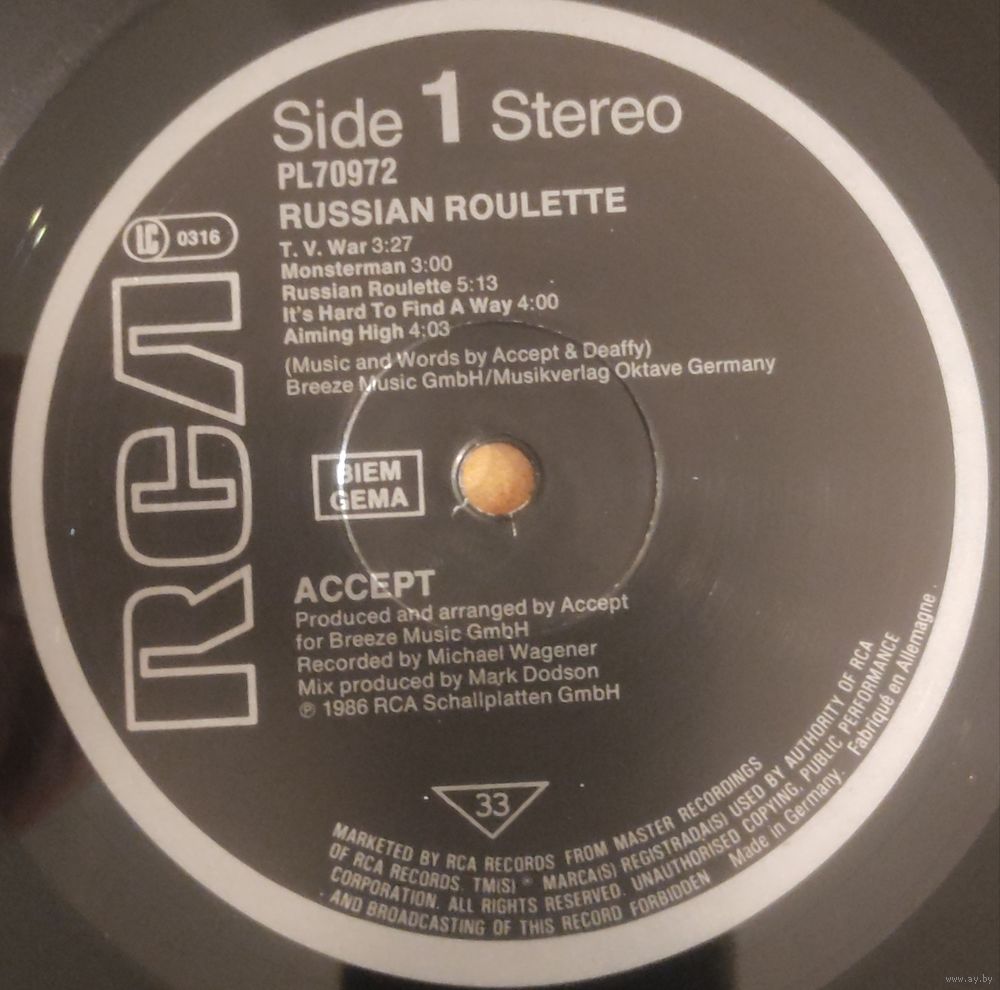 Side 1 Stereo
PL70972
RUSSIAN ROULETTE
LC 0316
T. V. War 3:27
Monsterman 3:00
Russian Roulette 5:13
It's Hard To Find A Way 4:00
Aiming High 4:03
(Music and Words by Accept & Deaffy)
Breeze Music GmbH/Musikverlag Oktave Germany
RCA
BIEM
GEMA
ACCEPT
Produced and arranged by Accept
for Breeze Music GmbH
Recorded by Michael Wagener
Mix produced by Mark Dodson
℗ 1986 RCA Schallplatten GmbH
33
MARKETED BY RCA RECORDS FROM MASTER RECORDINGS
OF RCA RECORDS. TM(S) ® MARCA(S) REGISTRADA(S) USED BY AUTHORITY OF RCA
CORPORATION. ALL RIGHTS RESERVED. UNAUTHORISED COPYING, PUBLIC PERFORMANCE
AND BROADCASTING OF THIS RECORD FORBIDDEN Made in Germany. Fabriqué en Allemagne.
www.ay.by